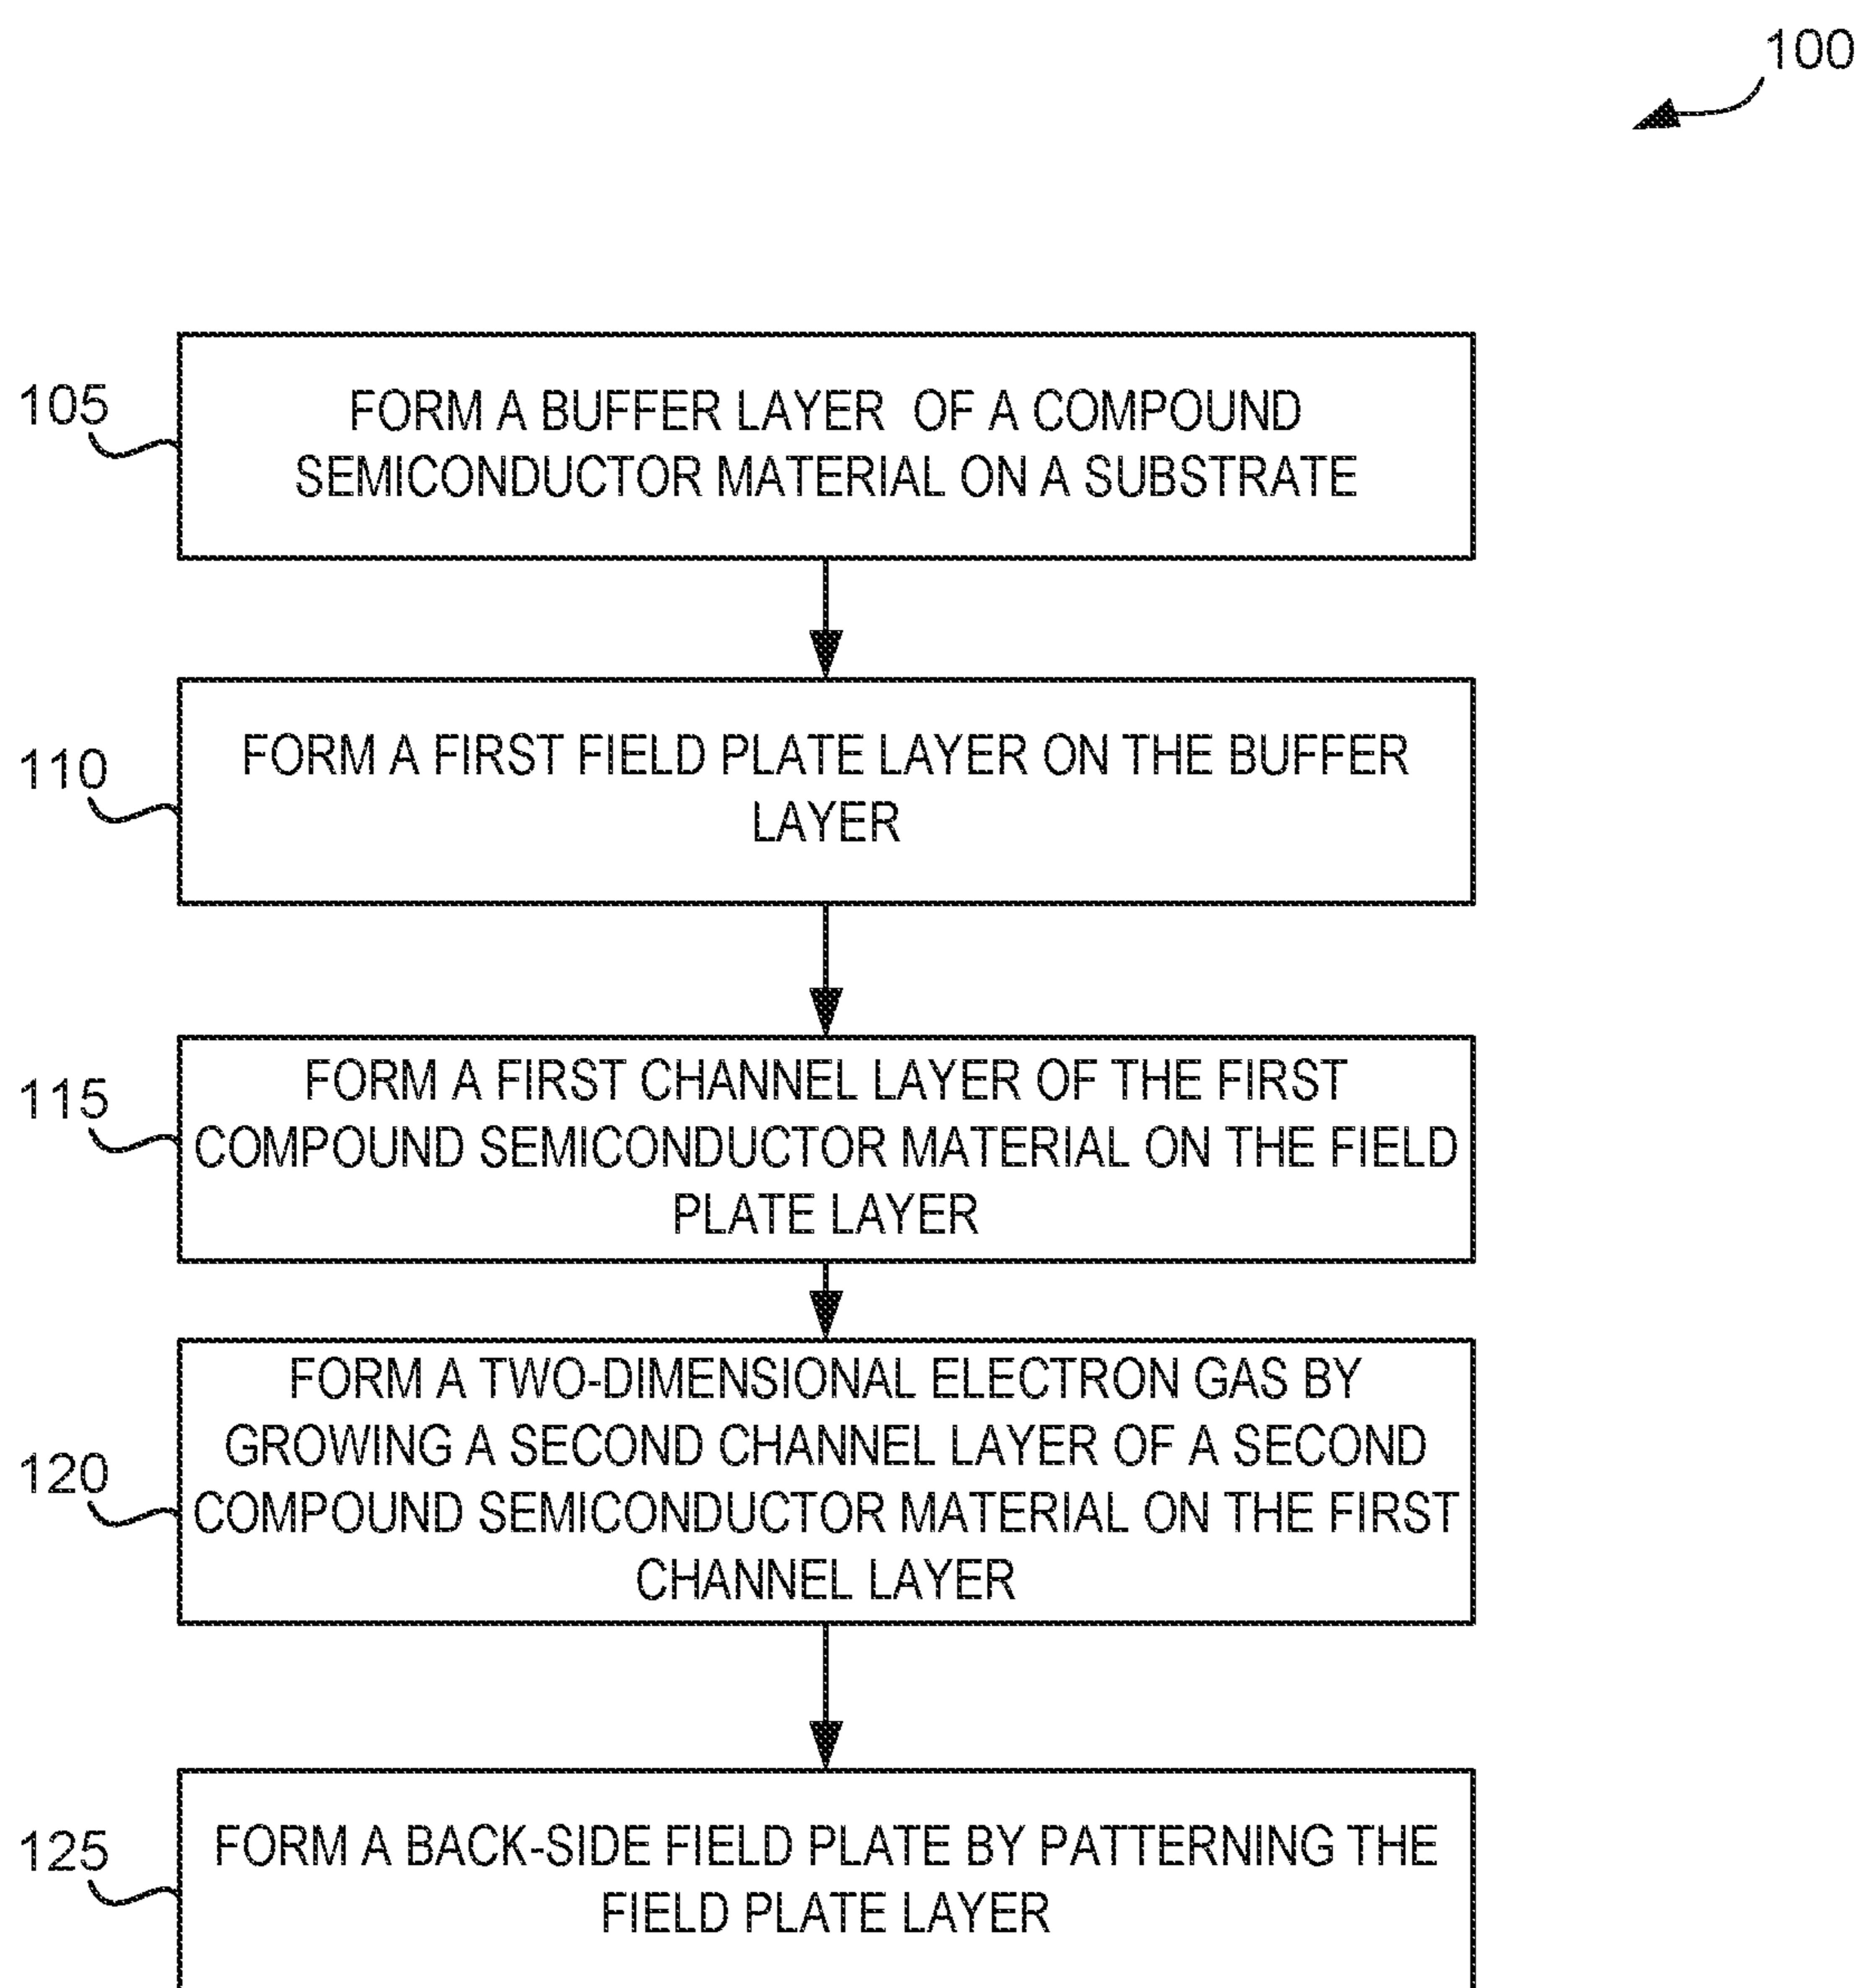 100
105
FORM A BUFFER LAYER OF A COMPOUND
SEMICONDUCTOR MATERIAL ON A SUBSTRATE
110
FORM A FIRST FIELD PLATE LAYER ON THE BUFFER
LAYER
115
FORM A FIRST CHANNEL LAYER OF THE FIRST
COMPOUND SEMICONDUCTOR MATERIAL ON THE FIELD
PLATE LAYER
120
FORM A TWO-DIMENSIONAL ELECTRON GAS BY
GROWING A SECOND CHANNEL LAYER OF A SECOND
COMPOUND SEMICONDUCTOR MATERIAL ON THE FIRST
CHANNEL LAYER
125
FORM A BACK-SIDE FIELD PLATE BY PATTERNING THE
FIELD PLATE LAYER